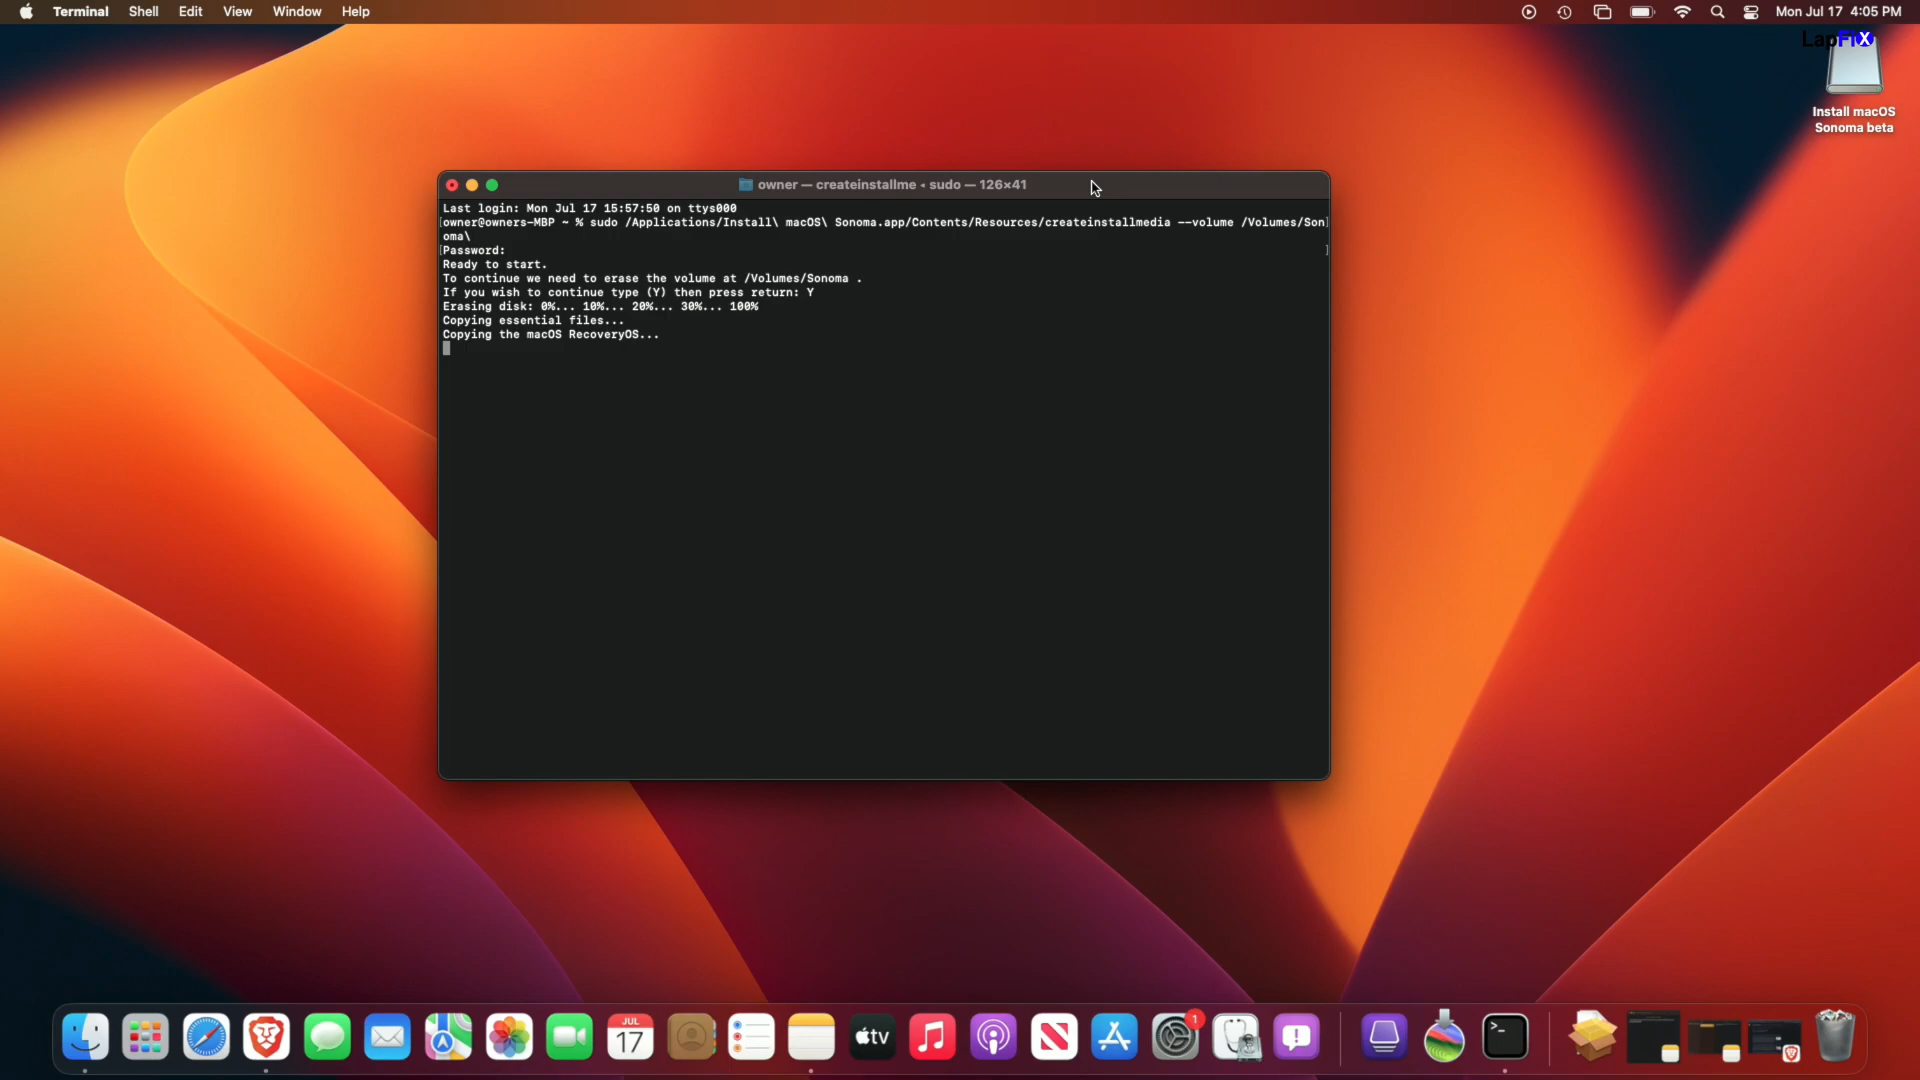 Terminal Shell Edit View Window Help Mon Jul 17 4:05 PM
LapFiX
Install macOS
Sonoma beta
owner — createinstallme ◂ sudo — 126×41
Last login: Mon Jul 17 15:57:50 on ttys000
[owner@owners-MBP ~ % sudo /Applications/Install\ macOS\ Sonoma.app/Contents/Resources/createinstallmedia --volume /Volumes/Son]
oma\
[Password: ]
Ready to start.
To continue we need to erase the volume at /Volumes/Sonoma .
If you wish to continue type (Y) then press return: Y
Erasing disk: 0%... 10%... 20%... 30%... 100%
Copying essential files...
Copying the macOS RecoveryOS...
JUL
17
tv
1
>_